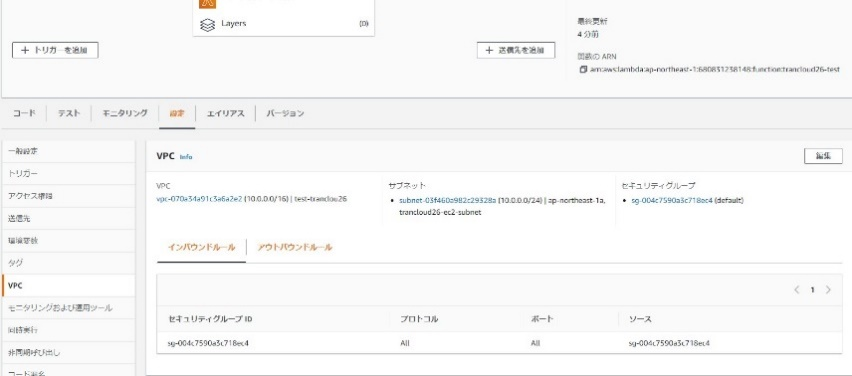 Layers
(0)
+ トリガーを追加
+ 送信先を追加
最終更新
4 分前
関数の ARN
arn:aws:lambda:ap-northeast-1:680831238148:function:trancloud26-test
コード
テスト
モニタリング
設定
エイリアス
バージョン
一般設定
トリガー
アクセス権限
送信先
環境変数
タグ
VPC
モニタリングおよび運用ツール
同時実行
非同期呼び出し
コード署名
VPC Info
編集
VPC
vpc-070a34a91c3a6a2e2 (10.0.0.0/16) | test-tranclou26
サブネット
subnet-03f460a982c29328a (10.0.0.0/24) | ap-northeast-1a,
trancloud26-ec2-subnet
セキュリティグループ
sg-004c7590a3c718ec4 (default)
インバウンドルール
アウトバウンドルール
1
セキュリティグループ ID
プロトコル
ポート
ソース
sg-004c7590a3c718ec4
All
All
sg-004c7590a3c718ec4